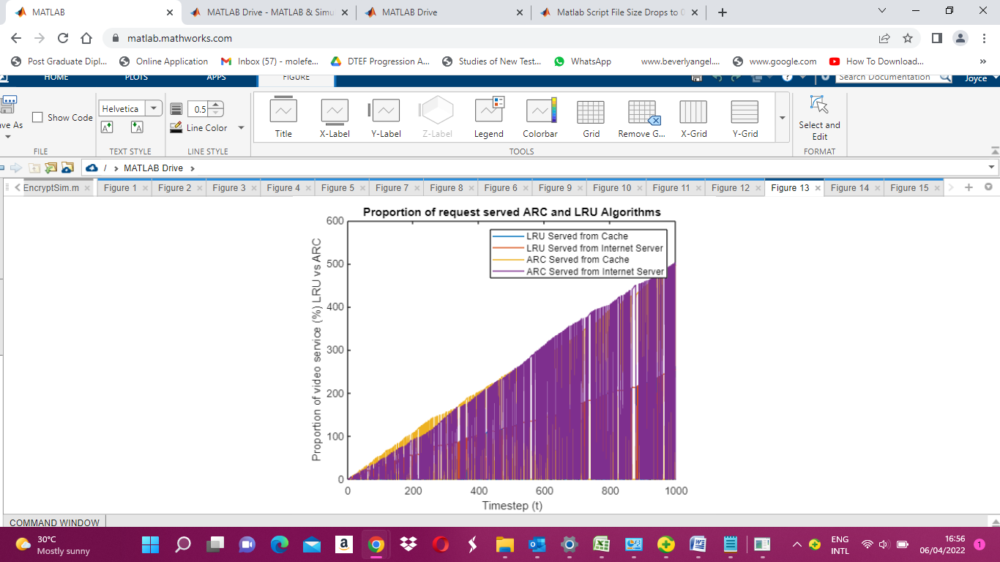 MATLAB
MATLAB Drive - MATLAB & Simu
MATLAB Drive
Matlab Script File Size Drops to
matlab.mathworks.com
Post Graduate Dipl...
Online Application
Inbox (57) - molefe...
DTEF Progression A...
Studies of New Test...
WhatsApp
www.beverlyangel....
www.google.com
How To Download...
»
HOME
PLOTS
APPS
FIGURE
Search Documentation
Joyce
ve As
Show Code
FILE
Helvetica
A
A
TEXT STYLE
0.5
Line Color
LINE STYLE
Title
X-Label
Y-Label
Z-Label
Legend
Colorbar
Grid
Remove G...
X-Grid
Y-Grid
TOOLS
Select and
Edit
FORMAT
/ > MATLAB Drive >
EncryptSim.m
Figure 1
Figure 2
Figure 3
Figure 4
Figure 5
Figure 7
Figure 8
Figure 6
Figure 9
Figure 10
Figure 11
Figure 12
Figure 13
Figure 14
Figure 15
Proportion of request served ARC and LRU Algorithms
LRU Served from Cache
LRU Served from Internet Server
ARC Served from Cache
ARC Served from Internet Server
Proportion of video service (%) LRU vs ARC
600
500
400
300
200
100
0
0 200 400 600 800 1000
Timestep (t)
COMMAND WINDOW
30°C
Mostly sunny
ENG
INTL
16:56
06/04/2022
1